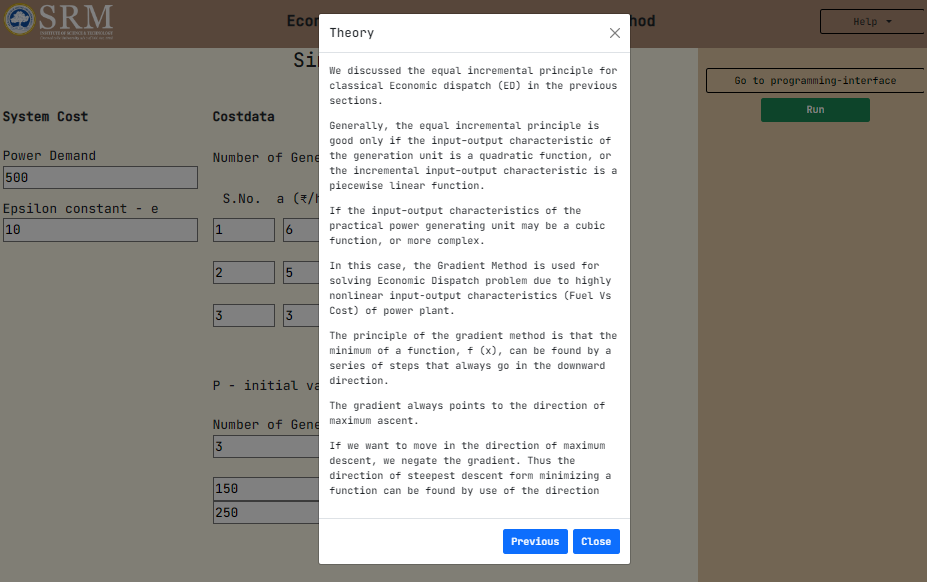 SRM
Econ
hod
Help
Theory
We discussed the equal incremental principle for
classical Economic dispatch (ED) in the previous
sections.
Generally, the equal incremental principle is
good only if the input-output characteristic of
the generation unit is a quadratic function, or
the incremental input-output characteristic is a
piecewise linear function.
If the input-output characteristics of the
practical power generating unit may be a cubic
function, or more complex.
In this case, the Gradient Method is used for
solving Economic Dispatch problem due to highly
nonlinear input-output characteristics (Fuel Vs
Cost) of power plant.
The principle of the gradient method is that the
minimum of a function, f (x), can be found by a
series of steps that always go in the downward
direction.
The gradient always points to the direction of
maximum ascent.
If we want to move in the direction of maximum
descent, we negate the gradient. Thus the
direction of steepest descent form minimizing a
function can be found by use of the direction
Previous Close
Go to programming-interface
Run
System Cost
Power Demand
500
Epsilon constant - e
10
Costdata
Number of Gene
S.No. a (₹/h
1 6
2 5
3 3
P - initial va
Number of Gene
3
150
250